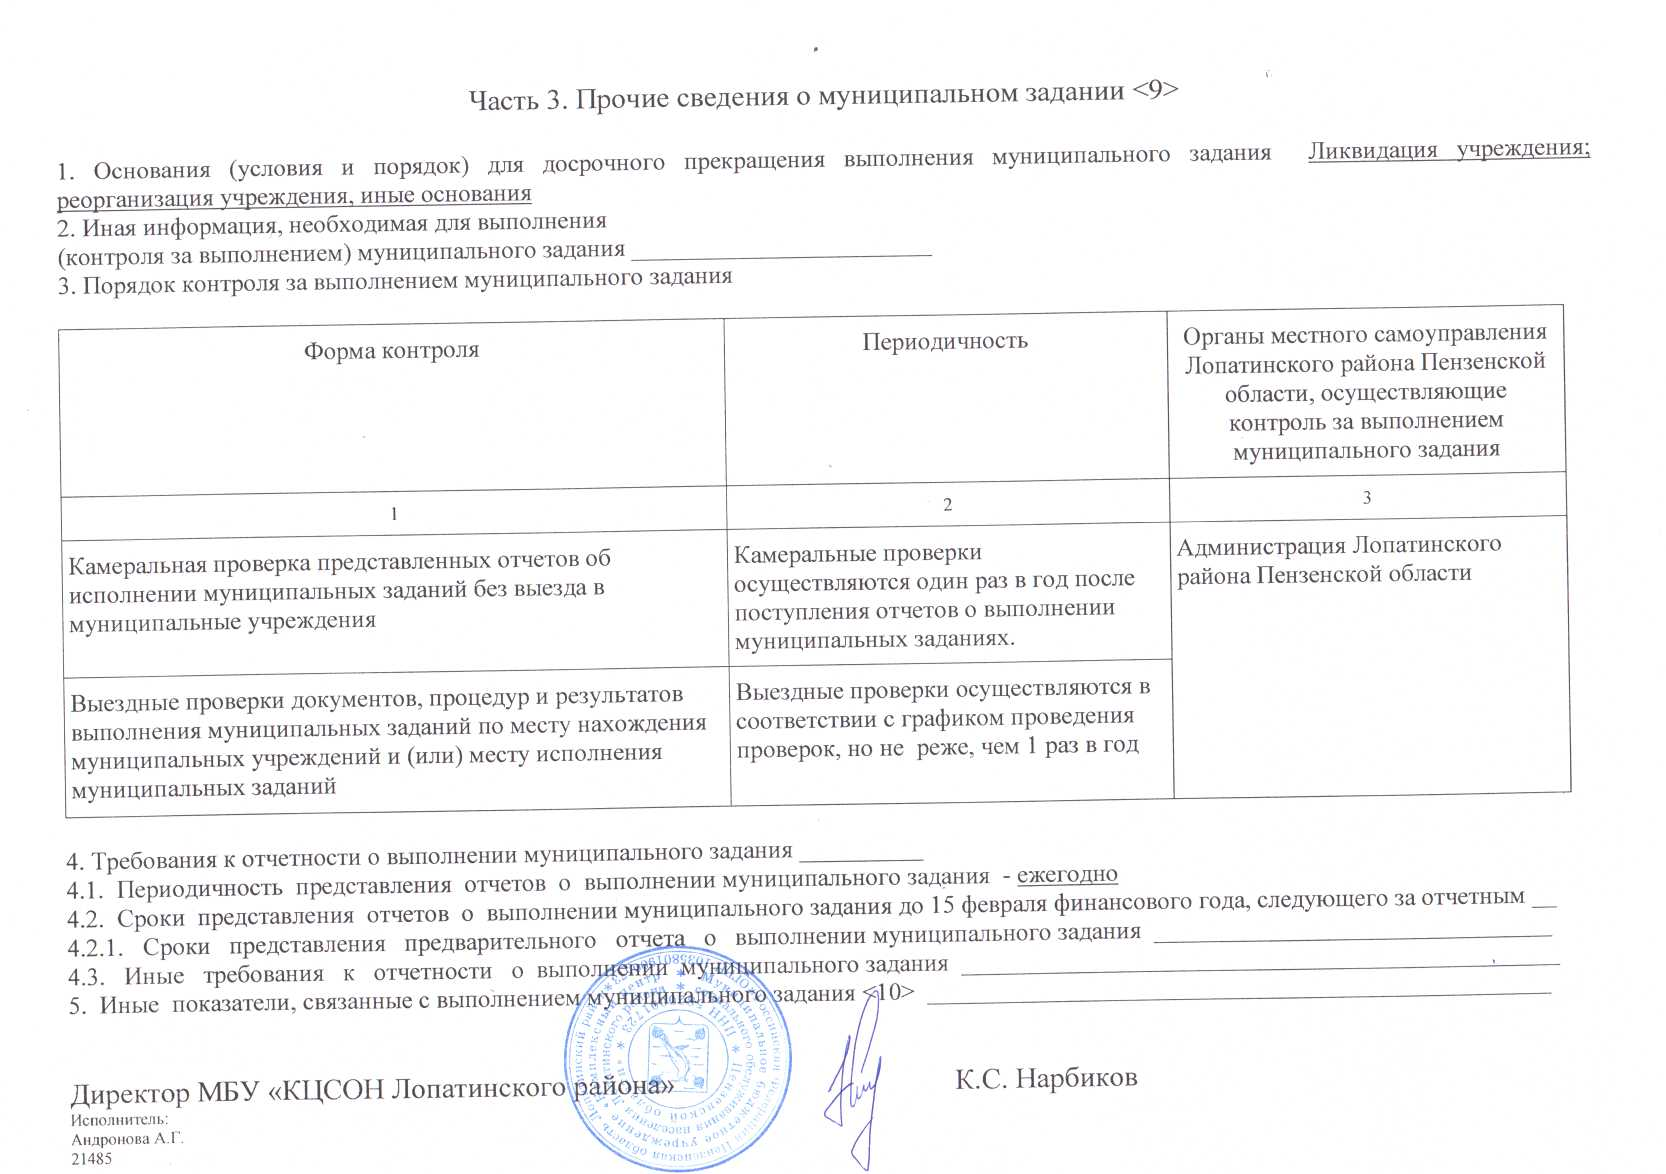 Часть 3. Прочие сведения о муниципальном задании <9>
1. Основания (условия и порядок) для досрочного прекращения выполнения муниципального задания Ликвидация учреждения;
реорганизация учреждения, иные основания
2. Иная информация, необходимая для выполнения
(контроля за выполнением) муниципального задания
3. Порядок контроля за выполнением муниципального задания
Форма контроля
Периодичность
Органы местного самоуправления
Лопатинского района Пензенской
области, осуществляющие
контроль за выполнением
муниципального задания
1
2
3
Камеральная проверка представленных отчетов об
исполнении муниципальных заданий без выезда в
муниципальные учреждения
Камеральные проверки
осуществляются один раз в год после
поступления отчетов о выполнении
муниципальных заданиях.
Администрация Лопатинского
района Пензенской области
Выездные проверки документов, процедур и результатов
выполнения муниципальных заданий по месту нахождения
муниципальных учреждений и (или) месту исполнения
муниципальных заданий
Выездные проверки осуществляются в
соответствии с графиком проведения
проверок, но не реже, чем 1 раз в год
4. Требования к отчетности о выполнении муниципального задания
4.1. Периодичность представления отчетов о выполнении муниципального задания - ежегодно
4.2. Сроки представления отчетов о выполнении муниципального задания до 15 февраля финансового года, следующего за отчетным
4.2.1. Сроки представления предварительного отчета о выполнении муниципального задания
4.3. Иные требования к отчетности о выполнении муниципального задания
5. Иные показатели, связанные с выполнением муниципального задания <10>
Директор МБУ «КЦСОН Лопатинского района»
К.С. Нарбиков
Исполнитель:
Андронова А.Г.
21485